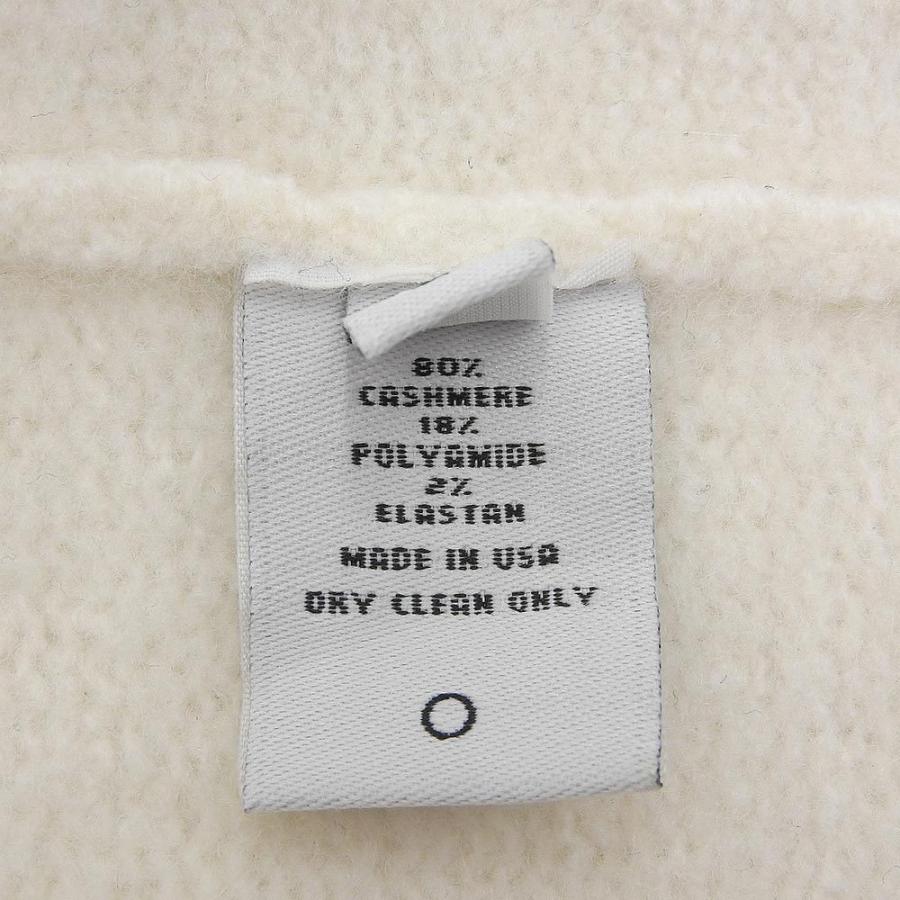 80%
CASHMERE
18%
POLYAMIDE
2%
ELASTAN
MADE IN USA
DRY CLEAN ONLY